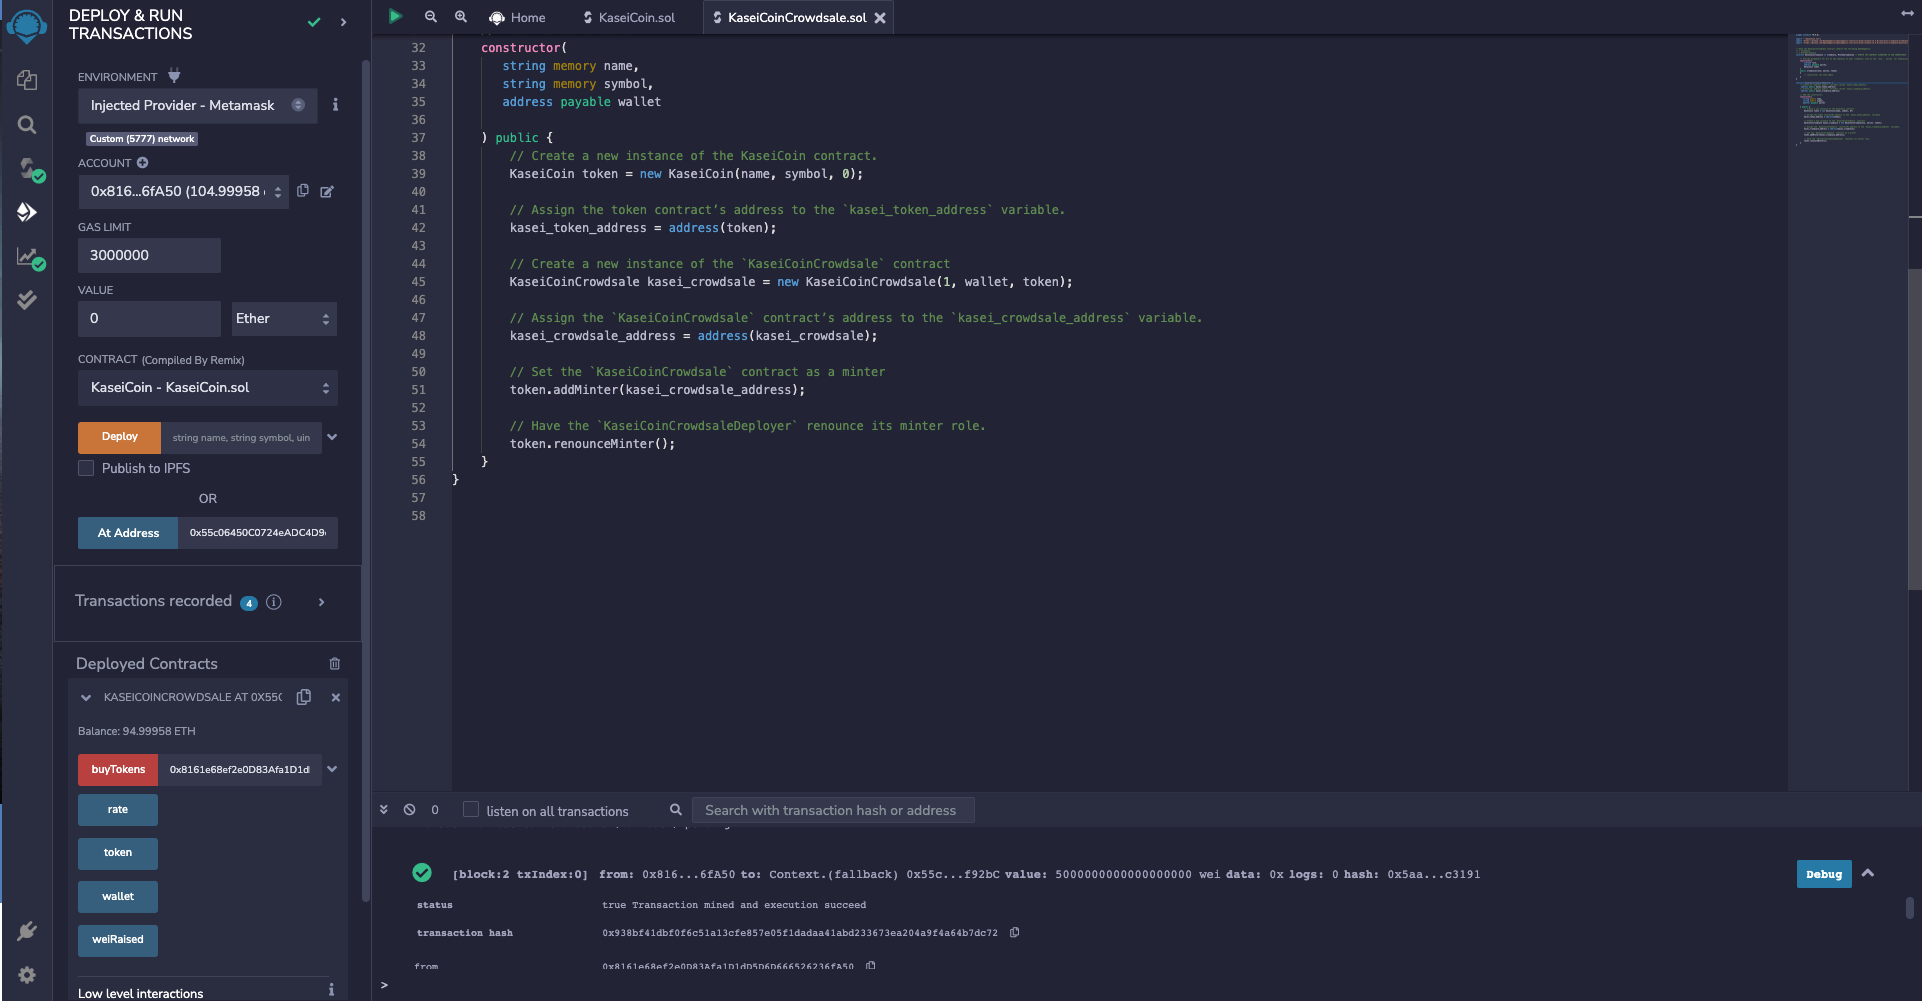 DEPLOY & RUN
TRANSACTIONS
ENVIRONMENT
Injected Provider - Metamask
Custom (5777) network
ACCOUNT
0x816...6fA50 (104.99958
GAS LIMIT
3000000
VALUE
0
Ether
CONTRACT (Compiled By Remix)
KaseiCoin - KaseiCoin.sol
Deploy
string name, string symbol, uin
Publish to IPFS
OR
At Address
0x55c06450C0724eADC4D9
Transactions recorded 4
Deployed Contracts
KASEICOINCROWDSALE AT 0X55C
Balance: 94.99958 ETH
buyTokens
0x8161e68ef2e0D83Afa1D1d
rate
token
wallet
weiRaised
Low level interactions
Home
KaseiCoin.sol
KaseiCoinCrowdsale.sol
32 constructor(
33 string memory name,
34 string memory symbol,
35 address payable wallet
36
37 ) public {
38 // Create a new instance of the KaseiCoin contract.
39 KaseiCoin token = new KaseiCoin(name, symbol, 0);
40
41 // Assign the token contract’s address to the `kasei_token_address` variable.
42 kasei_token_address = address(token);
43
44 // Create a new instance of the `KaseiCoinCrowdsale` contract
45 KaseiCoinCrowdsale kasei_crowdsale = new KaseiCoinCrowdsale(1, wallet, token);
46
47 // Assign the `KaseiCoinCrowdsale` contract’s address to the `kasei_crowdsale_address` variable.
48 kasei_crowdsale_address = address(kasei_crowdsale);
49
50 // Set the `KaseiCoinCrowdsale` contract as a minter
51 token.addMinter(kasei_crowdsale_address);
52
53 // Have the `KaseiCoinCrowdsaleDeployer` renounce its minter role.
54 token.renounceMinter();
55 }
56 }
57
58
0
listen on all transactions
Search with transaction hash or address
[block:2 txIndex:0] from: 0x816...6fA50 to: Context.(fallback) 0x55c...f92bC value: 5000000000000000000 wei data: 0x logs: 0 hash: 0x5aa...c3191
Debug
status true Transaction mined and execution succeed
transaction hash 0x938bf41dbf0f6c51a13cfe857e05f1dadaa41abd233673ea204a9f4a64b7dc72
from 0x8161e68ef2e0D83Afa1D1dD5D6D666526236fA50
>